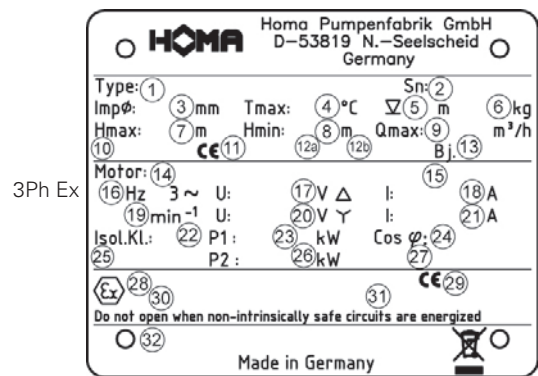 HOMA Homa Pumpenfabrik GmbH
D-53819 N.-Seelscheid
Germany
Type: 1 Sn: 2
Impø: 3 mm Tmax: 4 °C ▽ 5 m 6 kg
Hmax: 7 m Hmin: 8 m Qmax: 9 m³/h
10 CE 11 12a 12b Bj. 13
Motor: 14 15
3Ph Ex 16 Hz 3~ U: 17 V △ I: 18 A
19 min⁻¹ U: 20 V Y I: 21 A
Isol.Kl.: 22 P1: 23 kW Cos φ: 24
25 P2: 26 kW 27
Ex 28 30 31 CE 29
Do not open when non-intrinsically safe circuits are energized
32
Made in Germany